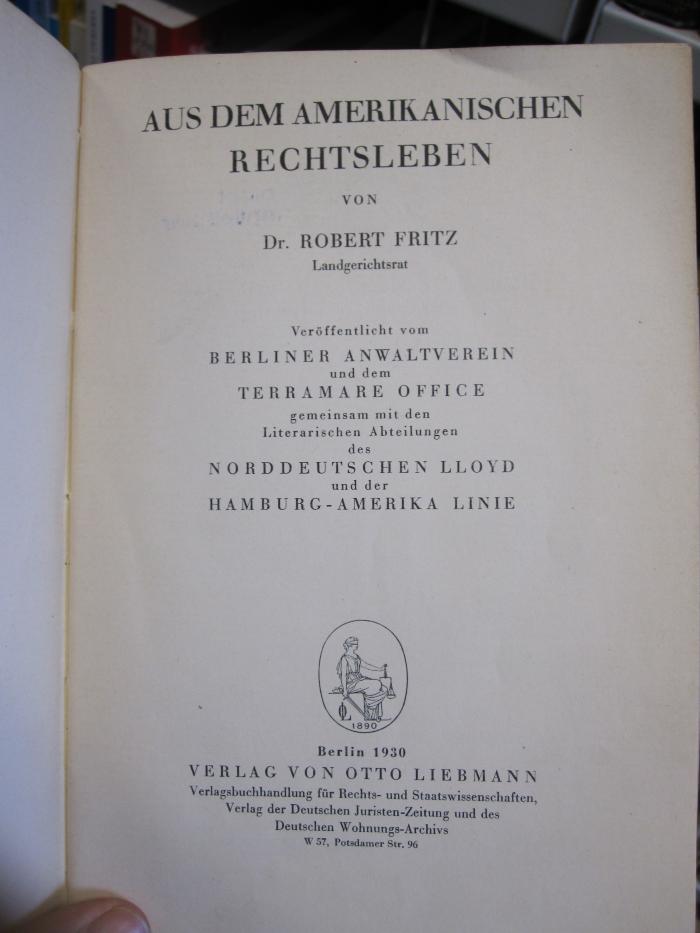 AUS DEM AMERIKANISCHEN
RECHTSLEBEN
VON
Dr. ROBERT FRITZ
Landgerichtsrat
Veröffentlicht vom
BERLINER ANWALTVEREIN
und dem
TERRAMARE OFFICE
gemeinsam mit den
Literarischen Abteilungen
des
NORDDEUTSCHEN LLOYD
und der
HAMBURG-AMERIKA LINIE
1890
Berlin 1930
VERLAG VON OTTO LIEBMANN
Verlagsbuchhandlung für Rechts- und Staatswissenschaften,
Verlag der Deutschen Juristen-Zeitung und des
Deutschen Wohnungs-Archivs
W 57, Potsdamer Str. 96